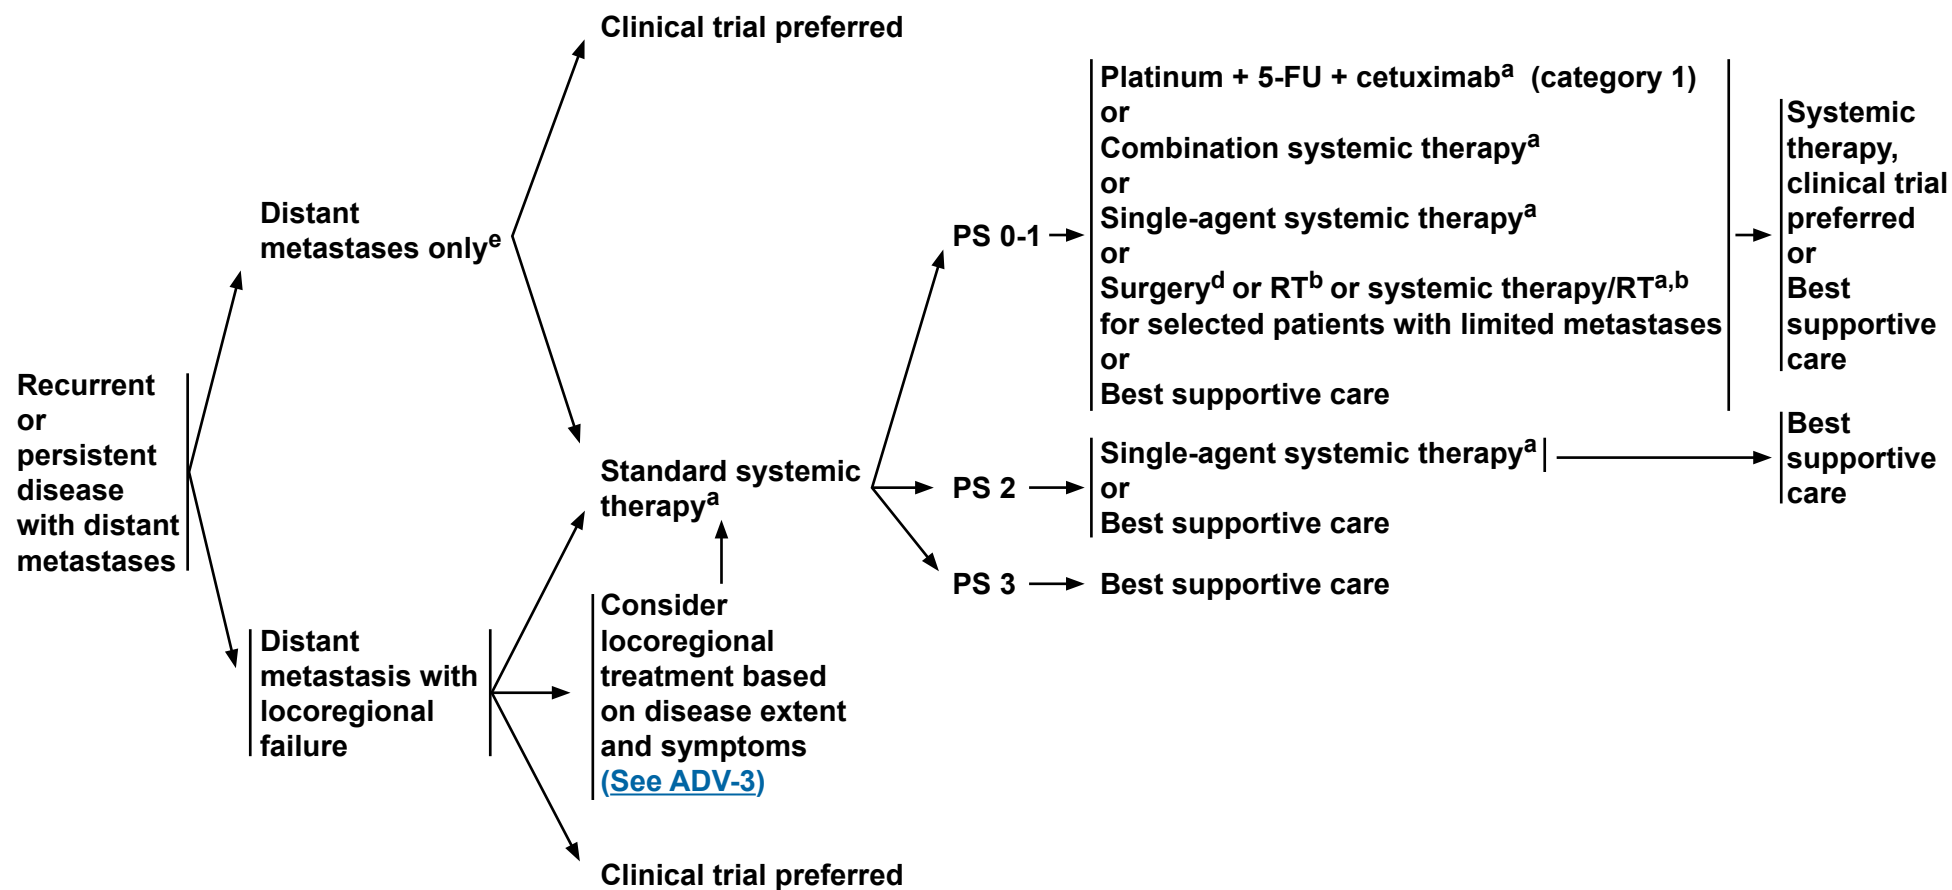 Clinical trial preferred
Distant
metastases only^e
Recurrent
or
persistent
disease
with distant
metastases
Distant
metastasis with
locoregional
failure
Standard systemic
therapy^a
Consider
locoregional
treatment based
on disease extent
and symptoms
(See ADV-3)
Clinical trial preferred
PS 0-1
Platinum + 5-FU + cetuximab^a (category 1)
or
Combination systemic therapy^a
or
Single-agent systemic therapy^a
or
Surgery^d or RT^b or systemic therapy/RT^a,b
for selected patients with limited metastases
or
Best supportive care
Systemic
therapy,
clinical trial
preferred
or
Best
supportive
care
PS 2
Single-agent systemic therapy^a
or
Best supportive care
Best
supportive
care
PS 3
Best supportive care